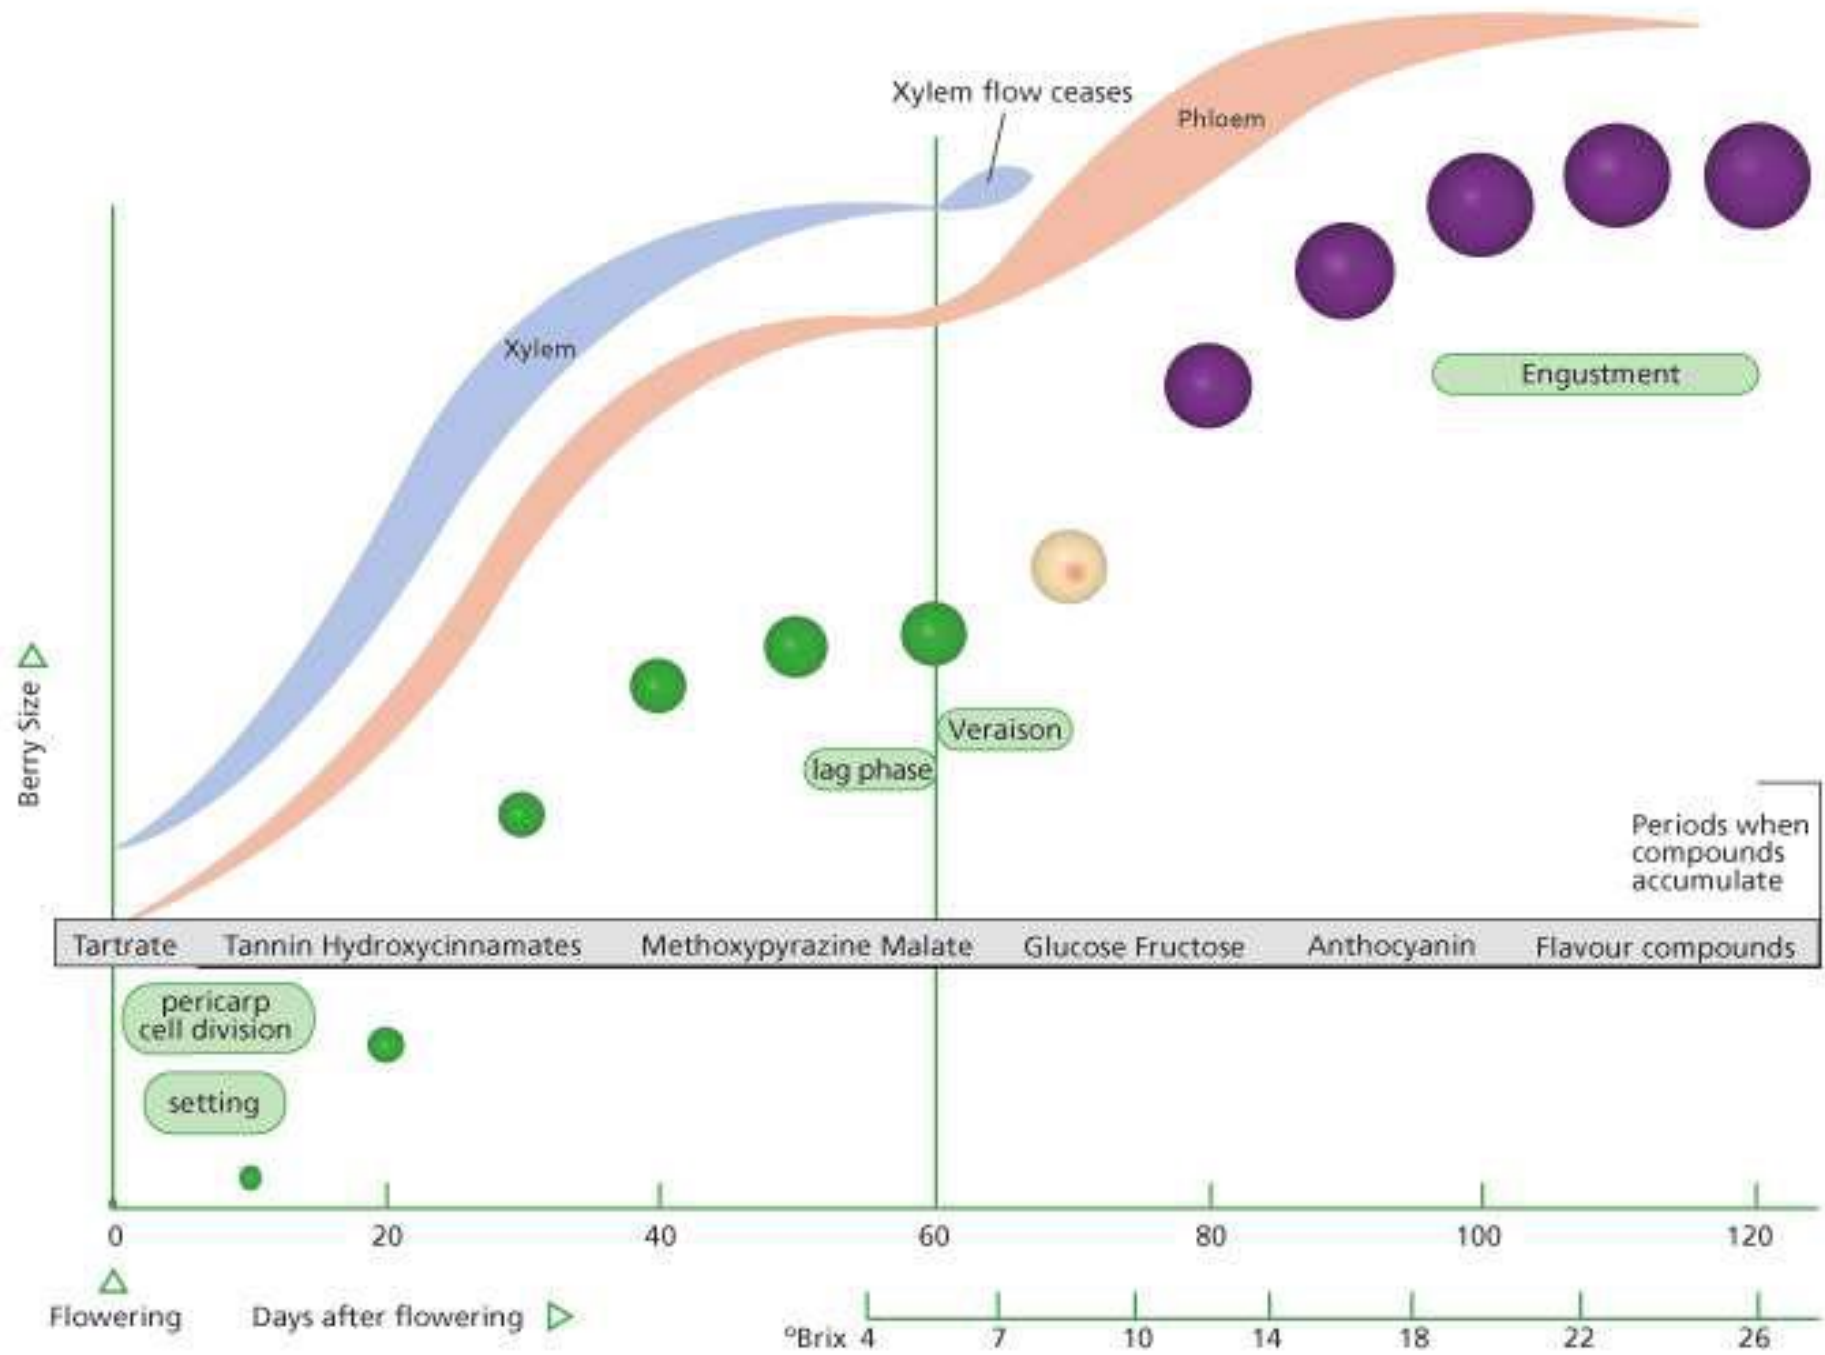 Xylem flow ceases
Phloem
Xylem
Engustment
Berry Size
Veraison
lag phase
Periods when
compounds
accumulate
Tartrate Tannin Hydroxycinnamates Methoxypyrazine Malate Glucose Fructose Anthocyanin Flavour compounds
pericarp
cell division
setting
0 20 40 60 80 100 120
Flowering Days after flowering
°Brix 4 7 10 14 18 22 26